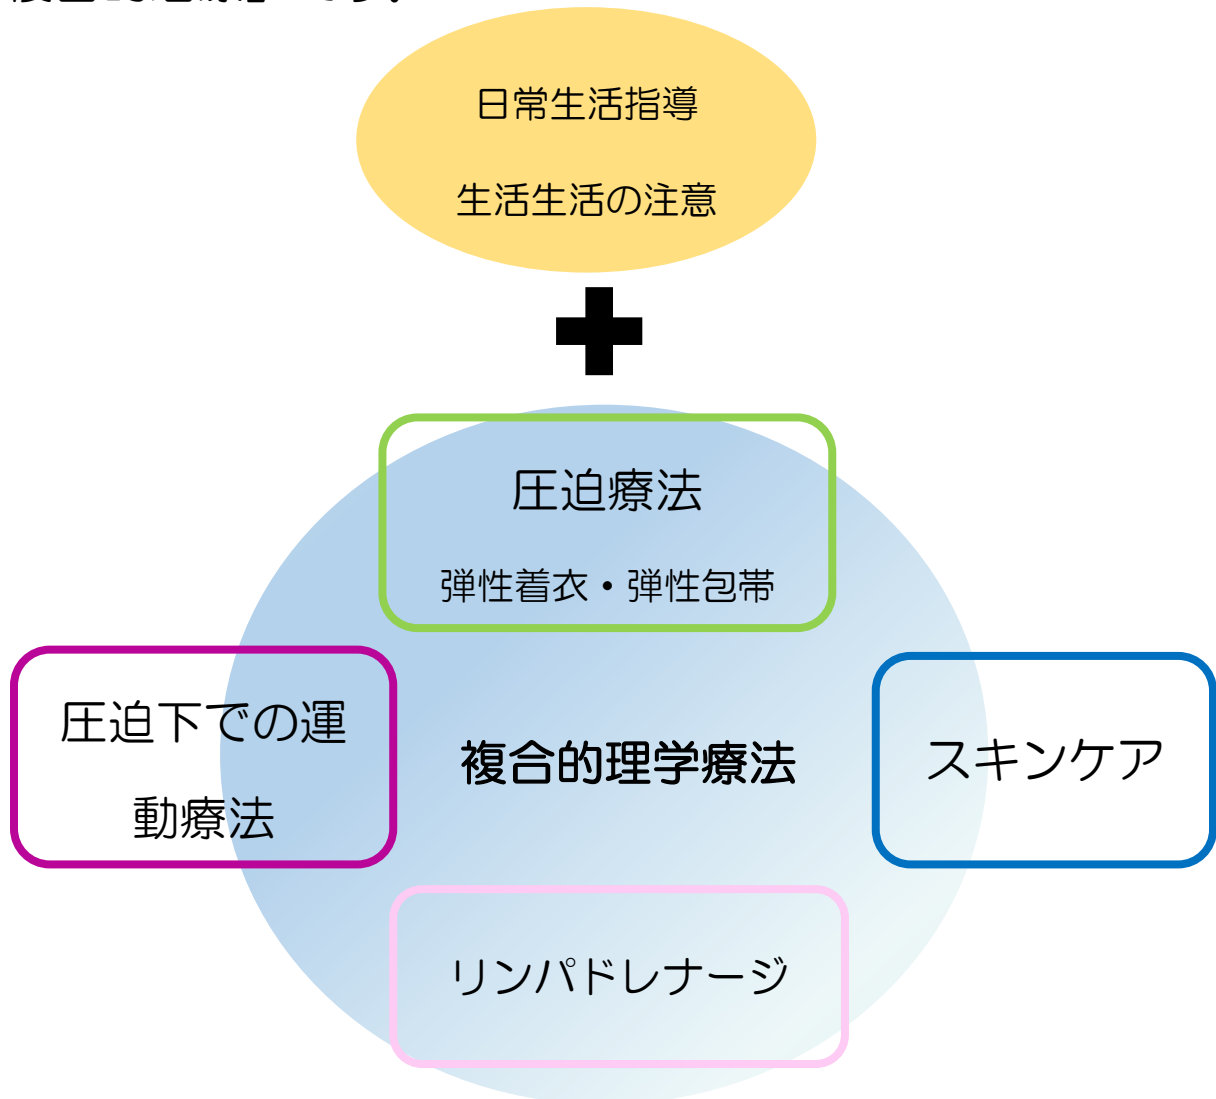 です。
日常生活指導
生活生活の注意
圧迫療法
弾性着衣・弾性包帯
圧迫下での運
動療法
複合的理学療法
スキンケア
リンパドレナージ